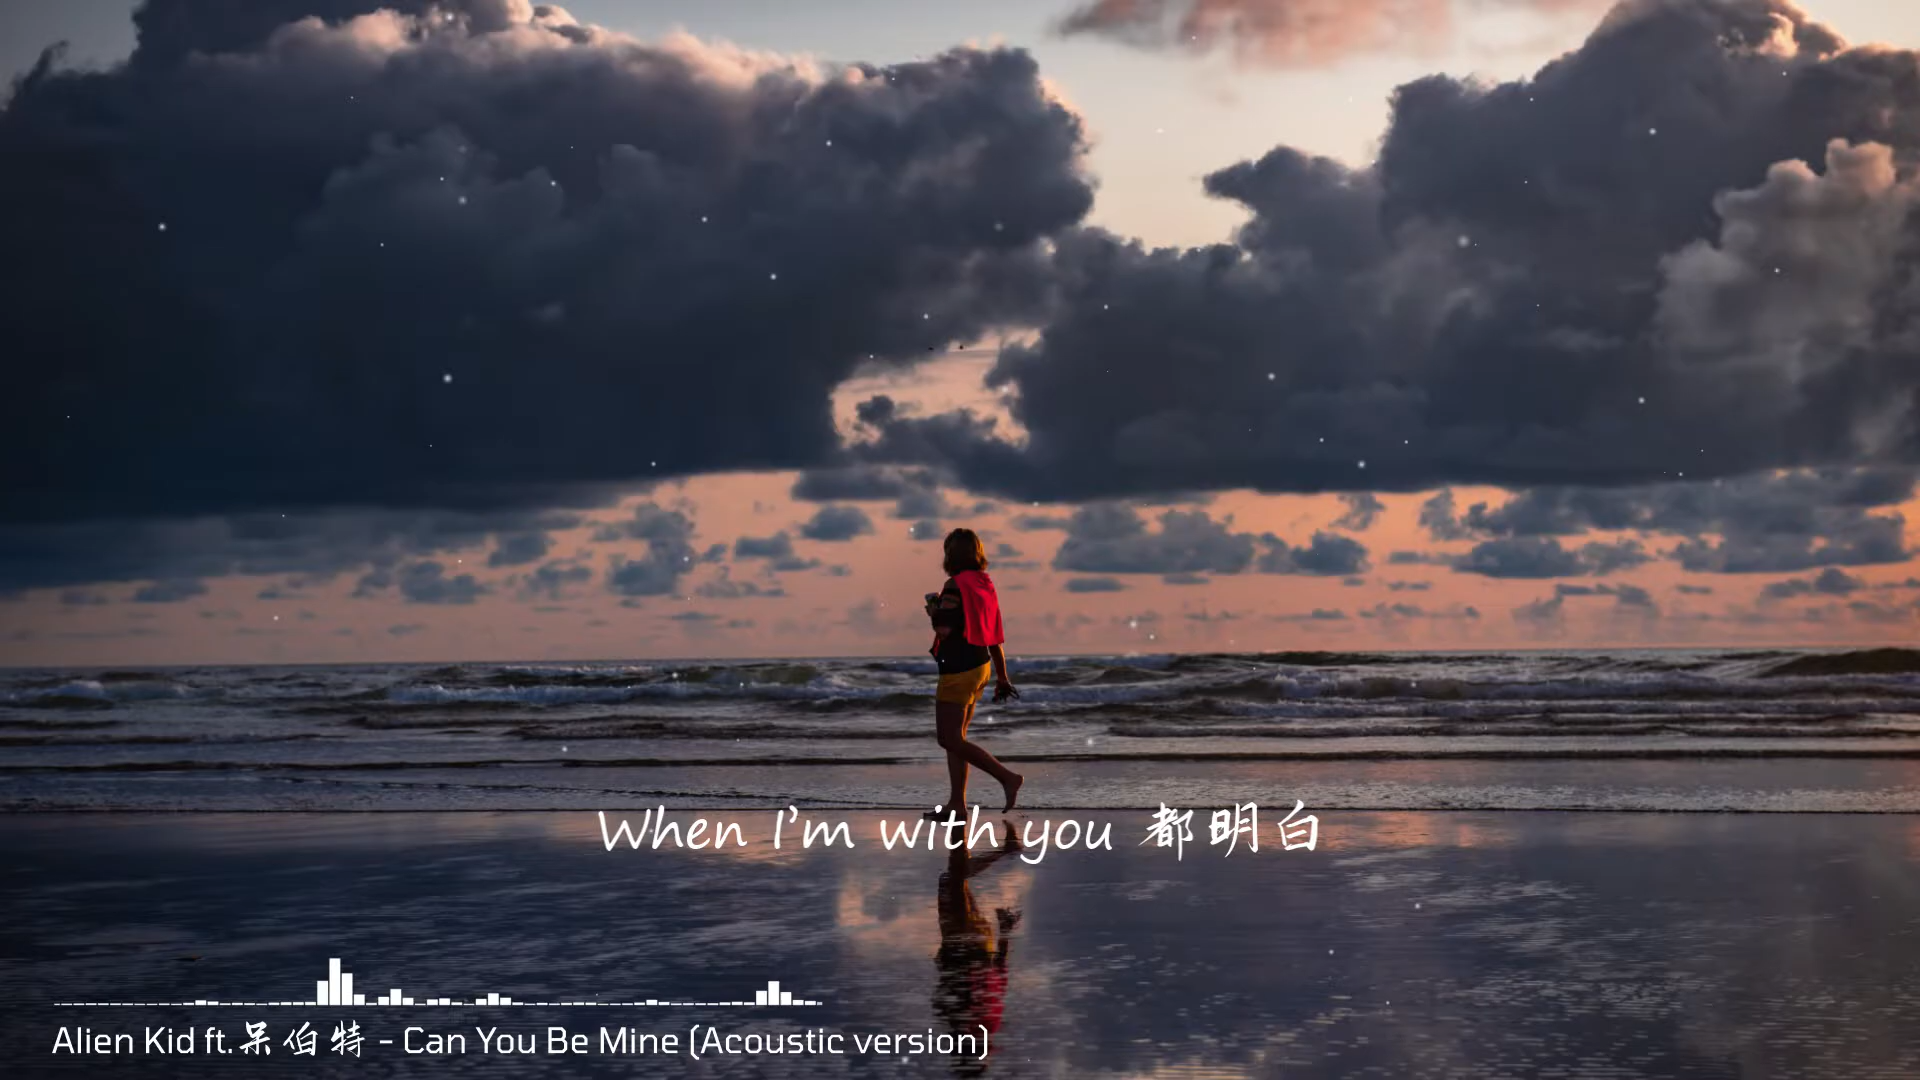 When I'm with you 都明白
Alien Kid ft.呆伯特 - Can You Be Mine (Acoustic version)